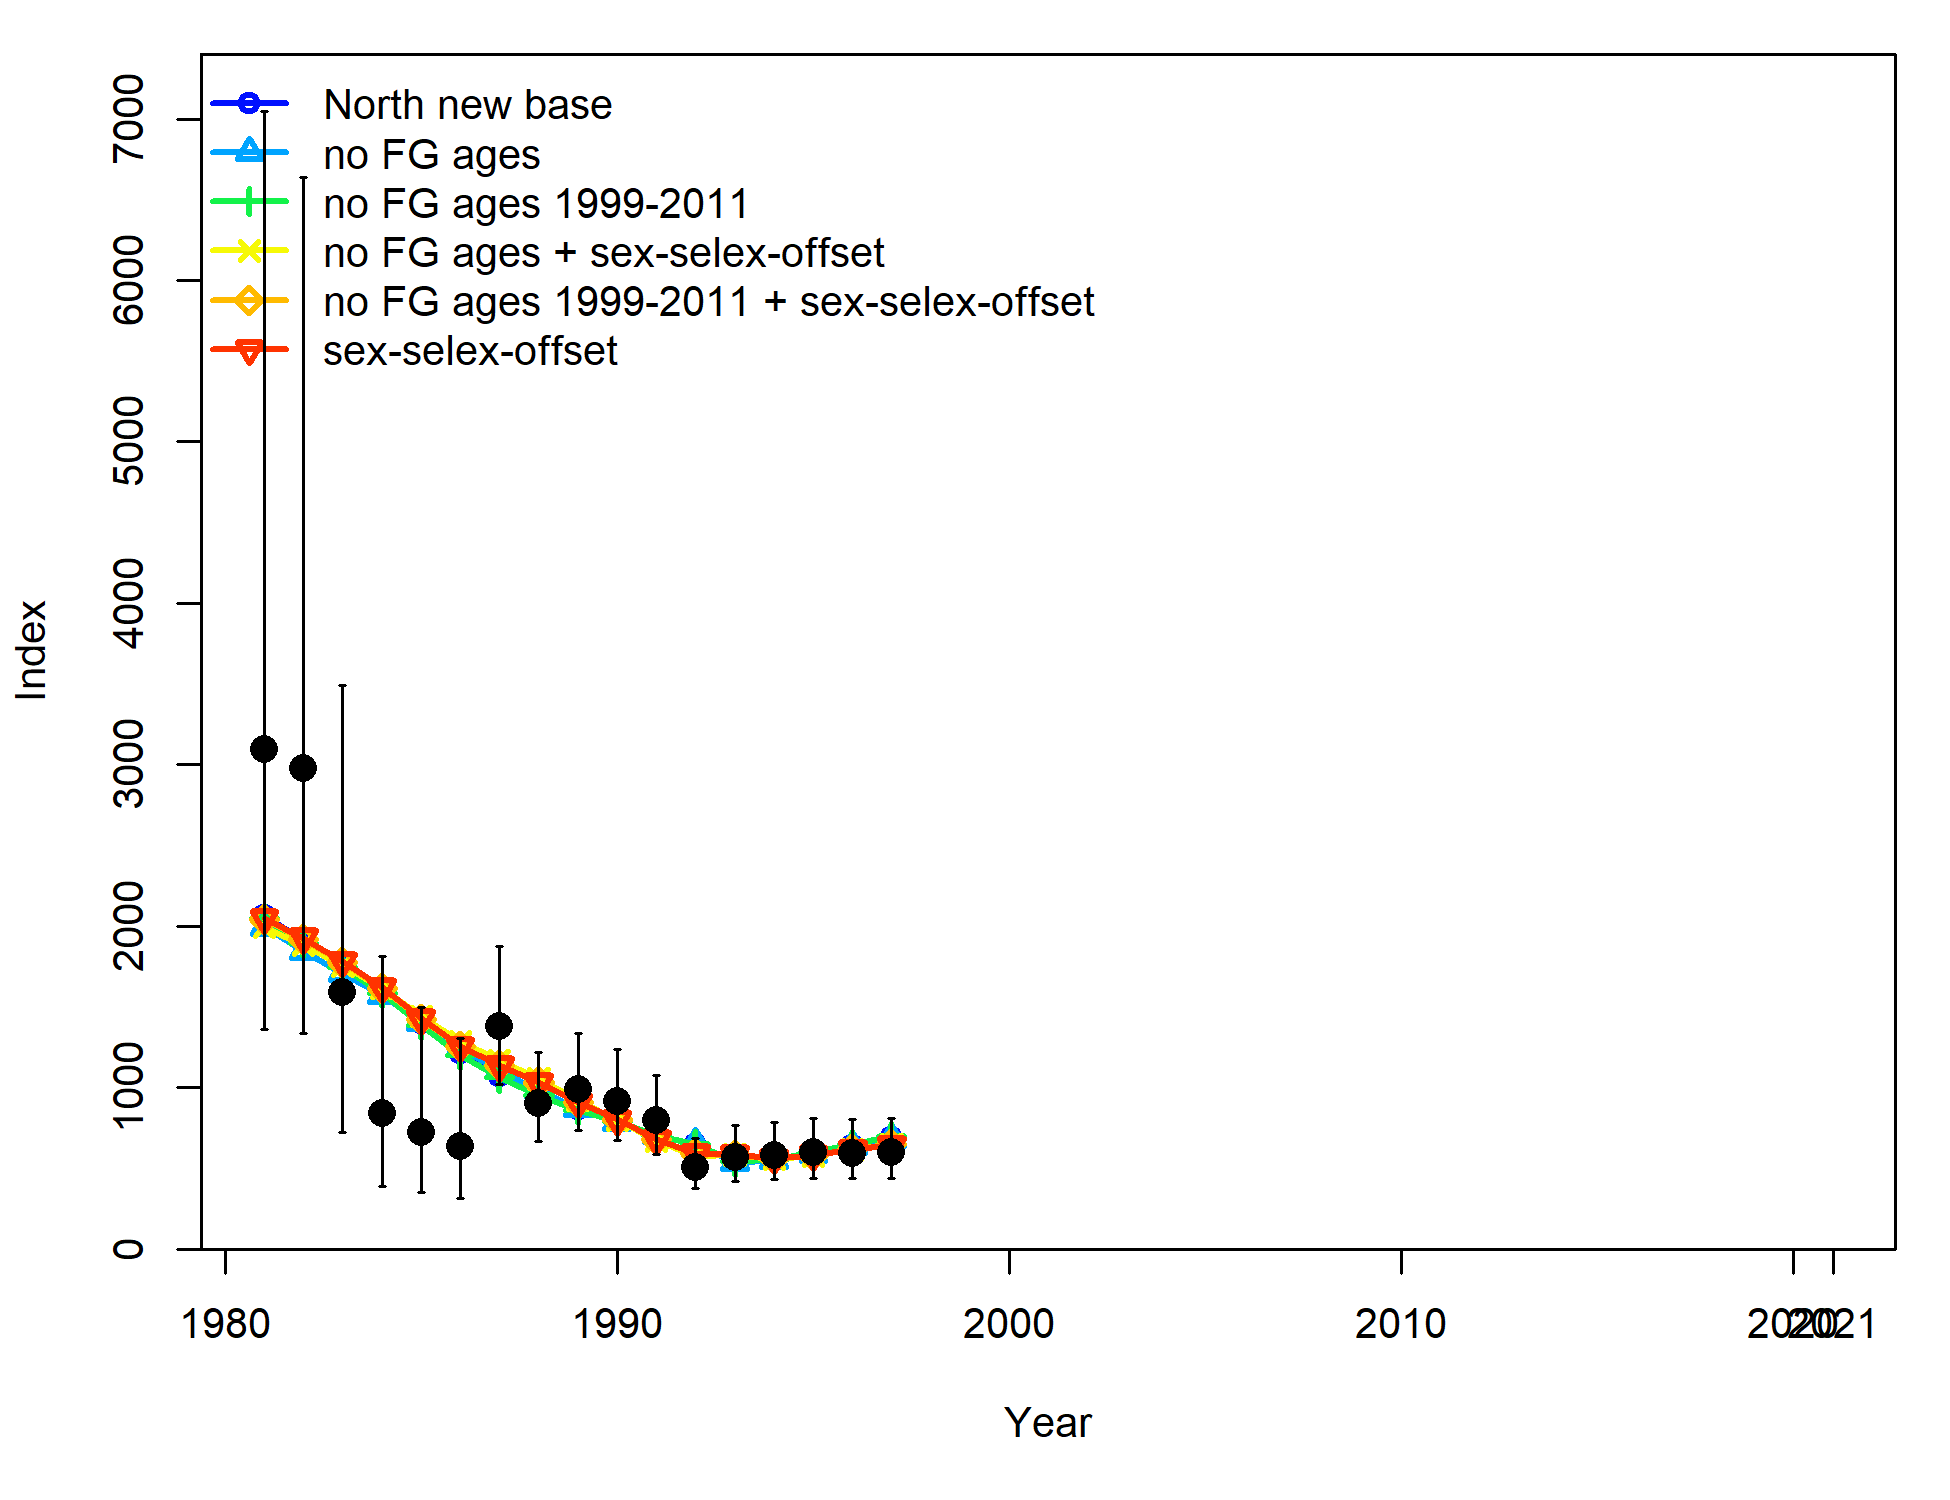 North new base
no FG ages
no FG ages 1999-2011
no FG ages + sex-selex-offset
no FG ages 1999-2011 + sex-selex-offset
sex-selex-offset
7000
6000
5000
4000
3000
2000
1000
0
Index
1980 1990 2000 2010 2020 2021
Year